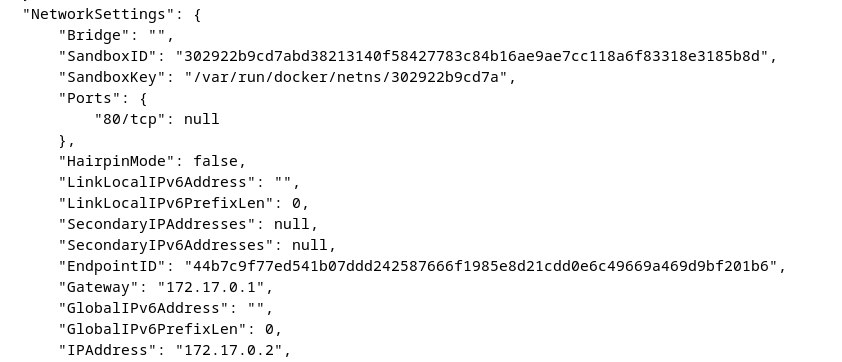 "NetworkSettings": {
"Bridge": "",
"SandboxID": "302922b9cd7abd38213140f58427783c84b16ae9ae7cc118a6f83318e3185b8d",
"SandboxKey": "/var/run/docker/netns/302922b9cd7a",
"Ports": {
"80/tcp": null
},
"HairpinMode": false,
"LinkLocalIPv6Address": "",
"LinkLocalIPv6PrefixLen": 0,
"SecondaryIPAddresses": null,
"SecondaryIPv6Addresses": null,
"EndpointID": "44b7c9f77ed541b07ddd242587666f1985e8d21cdd0e6c49669a469d9bf201b6",
"Gateway": "172.17.0.1",
"GlobalIPv6Address": "",
"GlobalIPv6PrefixLen": 0,
"IPAddress": "172.17.0.2",